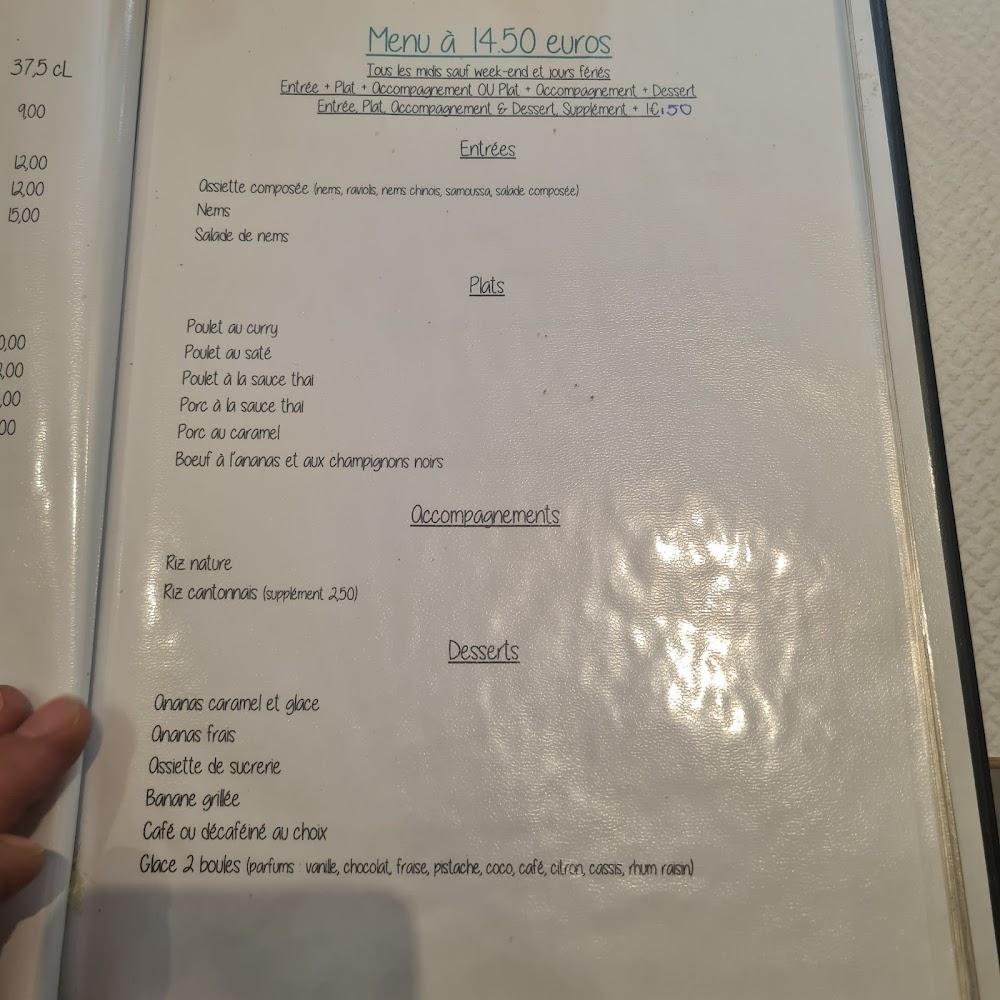 37,5 cL
9,00
12,00
12,00
15,00
,00
,00
00
Menu à 14.50 euros
Tous les midis sauf week-end et jours fériés
Entrée + Plat + Accompagnement OU Plat + Accompagnement + Dessert
Entrée, Plat, Accompagnement & Dessert, Supplément + 1€,50
Entrées
Assiette composée (nems, raviolis, nems chinois, samoussa, salade composée)
Nems
Salade de nems
Plats
Poulet au curry
Poulet au saté
Poulet à la sauce thai
Porc à la sauce thai
Porc au caramel
Boeuf à l'ananas et aux champignons noirs
Accompagnements
Riz nature
Riz cantonnais (supplément 2,50)
Desserts
Ananas caramel et glace
Ananas frais
Assiette de sucrerie
Banane grillée
Café ou décaféiné au choix
Glace 2 boules (parfums : vanille, chocolat, fraise, pistache, coco, café, citron, cassis, rhum raisin)